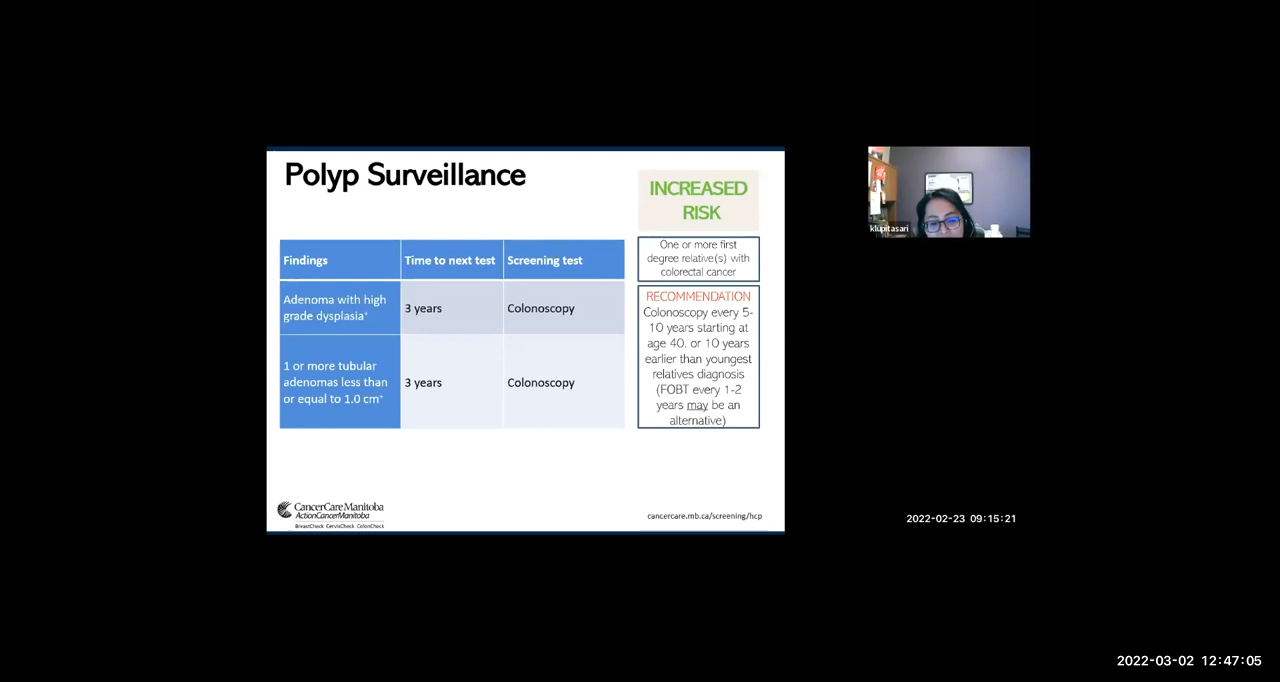 Polyp Surveillance
INCREASED
RISK
One or more first
degree relative(s) with
colorectal cancer
Findings
Time to next test
Screening test
Adenoma with high
grade dysplasia⁺
3 years
Colonoscopy
1 or more tubular
adenomas less than
or equal to 1.0 cm⁺
3 years
Colonoscopy
RECOMMENDATION
Colonoscopy every 5-
10 years starting at
age 40. or 10 years
earlier than youngest
relatives diagnosis
(FOBT every 1-2
years may be an
alternative)
CancerCare Manitoba
ActionCancerManitoba
BreastCheck CervixCheck ColonCheck
cancercare.mb.ca/screening/hcp
klupitasari
2022-02-23 09:15:21
2022-03-02 12:47:05